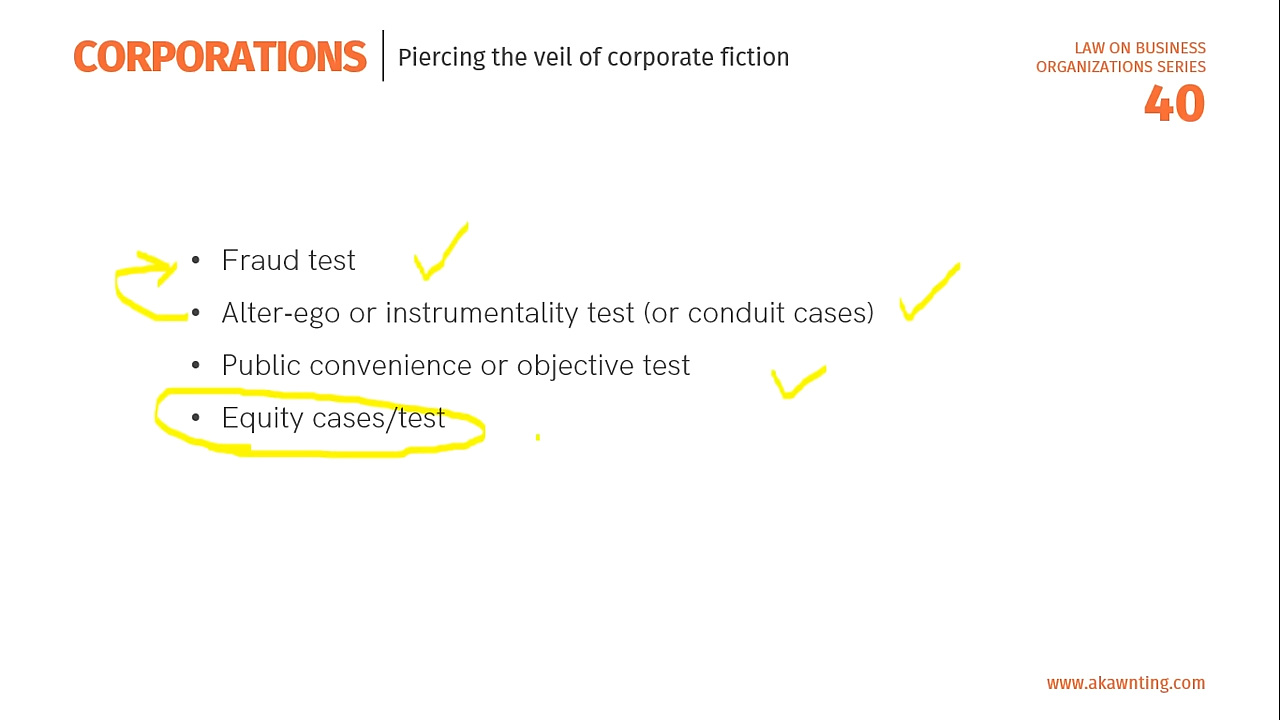 CORPORATIONS
Piercing the veil of corporate fiction
LAW ON BUSINESS
ORGANIZATIONS SERIES
40
• Fraud test
• Alter-ego or instrumentality test (or conduit cases)
• Public convenience or objective test
• Equity cases/test
www.akawnting.com